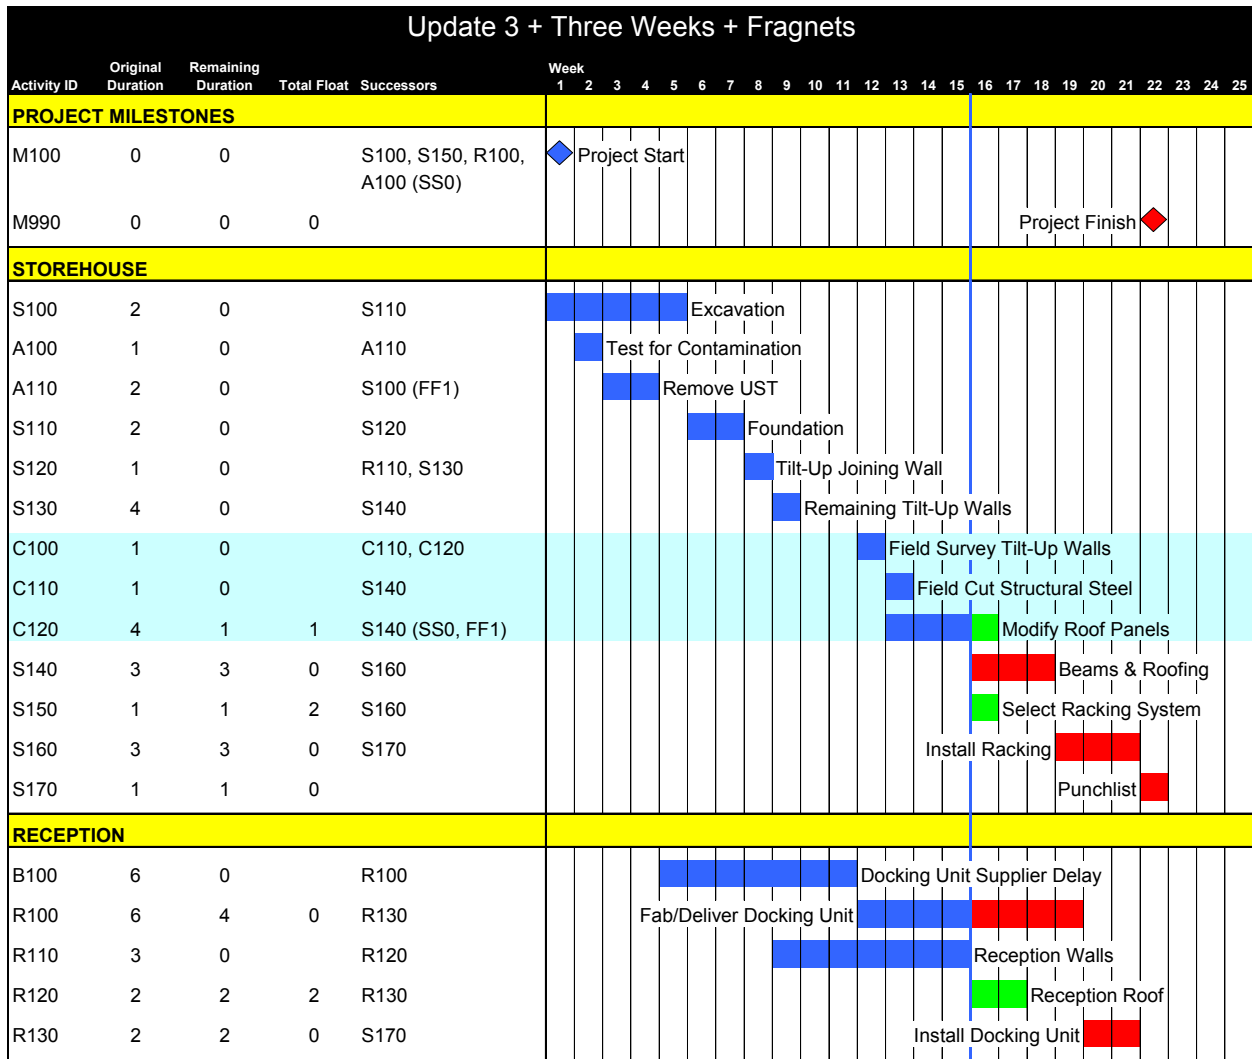 Update 3 + Three Weeks + Fragnets
Original Remaining Week
Activity ID Duration Duration Total Float Successors 1 2 3 4 5 6 7 8 9 10 11 12 13 14 15 16 17 18 19 20 21 22 23 24 25
PROJECT MILESTONES
M100 0 0 S100, S150, R100, Project Start
A100 (SS0)
M990 0 0 0 Project Finish
STOREHOUSE
S100 2 0 S110 Excavation
A100 1 0 A110 Test for Contamination
A110 2 0 S100 (FF1) Remove UST
S110 2 0 S120 Foundation
S120 1 0 R110, S130 Tilt-Up Joining Wall
S130 4 0 S140 Remaining Tilt-Up Walls
C100 1 0 C110, C120 Field Survey Tilt-Up Walls
C110 1 0 S140 Field Cut Structural Steel
C120 4 1 1 S140 (SS0, FF1) Modify Roof Panels
S140 3 3 0 S160 Beams & Roofing
S150 1 1 2 S160 Select Racking System
S160 3 3 0 S170 Install Racking
S170 1 1 0 Punchlist
RECEPTION
B100 6 0 R100 Docking Unit Supplier Delay
R100 6 4 0 R130 Fab/Deliver Docking Unit
R110 3 0 R120 Reception Walls
R120 2 2 2 R130 Reception Roof
R130 2 2 0 S170 Install Docking Unit